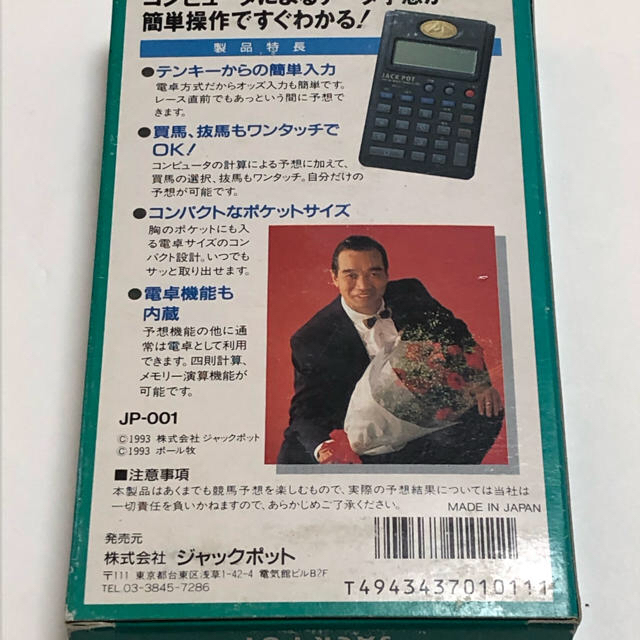 コンピュータによるデータ予想が
簡単操作ですぐわかる!
製品特長
●テンキーからの簡単入力
電卓方式だからオッズ入力も簡単です。
レース直前でもあっという間に予想で
きます。
●買馬、抜馬もワンタッチで
OK!
コンピュータの計算による予想に加えて、
買馬の選択、抜馬もワンタッチ。自分だけの
予想が可能です。
●コンパクトなポケットサイズ
胸のポケットにも入
る電卓サイズのコン
パクト設計。いつでも
サッと取り出せます。
●電卓機能も
内蔵
予想機能の他に通
常は電卓として利用
できます。四則計算、
メモリー演算機能が
可能です。
JACK POT
JP-001
©1993 株式会社 ジャックポット
©1993 ポール牧
■注意事項
本製品はあくまでも競馬予想を楽しむもので、実際の予想結果については当社は
一切責任を負いかねますので、あらかじめご了承ください。
MADE IN JAPAN
発売元
株式会社 ジャックポット
〒111 東京都台東区浅草1-42-4 電気館ビルB2F
TEL.03-3845-7286
T4943437010111